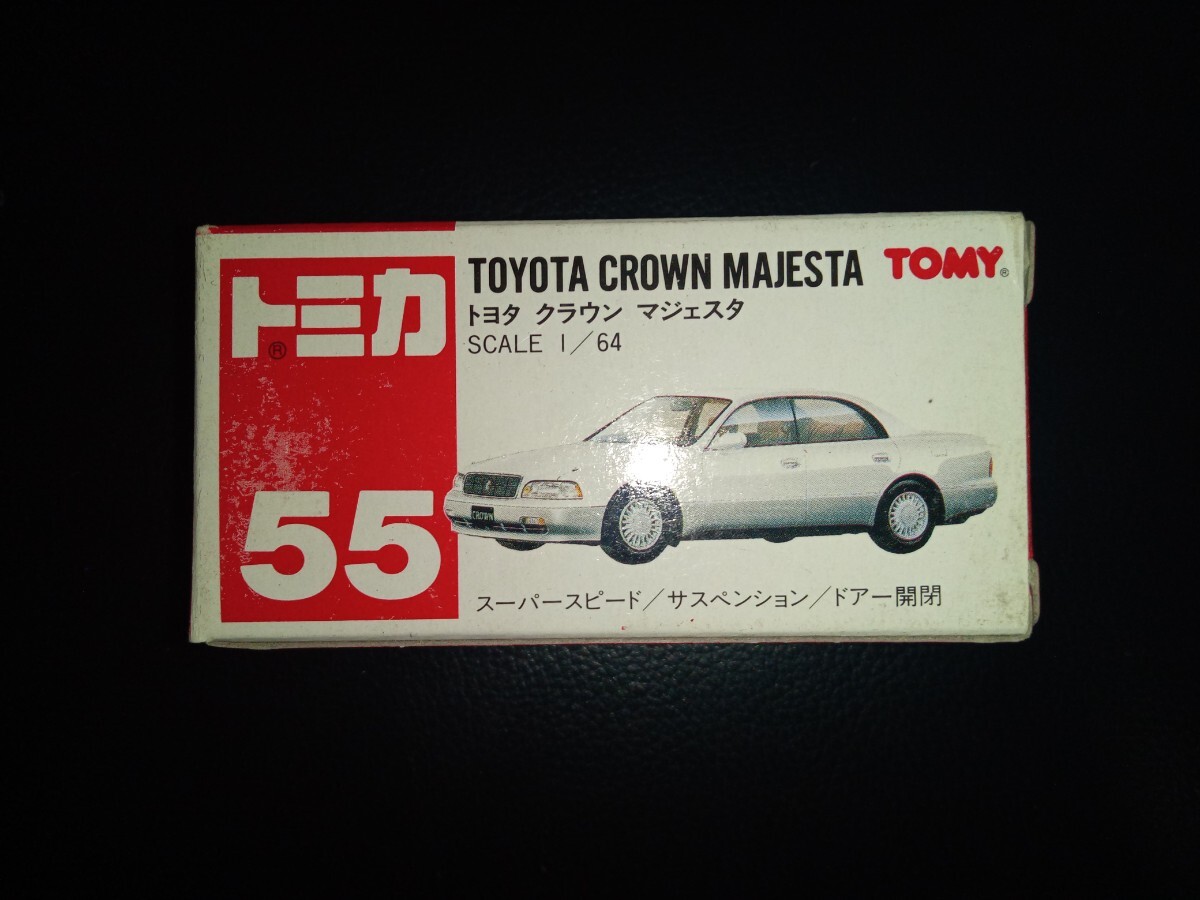 トミカ®
55
TOYOTA CROWN MAJESTA
TOMY®
トヨタ クラウン マジェスタ
SCALE 1/64
CROWN
スーパースピード/サスペンション/ドアー開閉